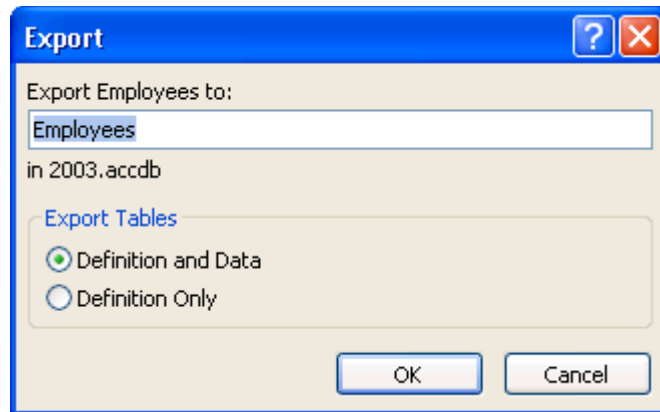 Export
Export Employees to:
Employees
in 2003.accdb
Export Tables
Definition and Data
Definition Only
OK
Cancel